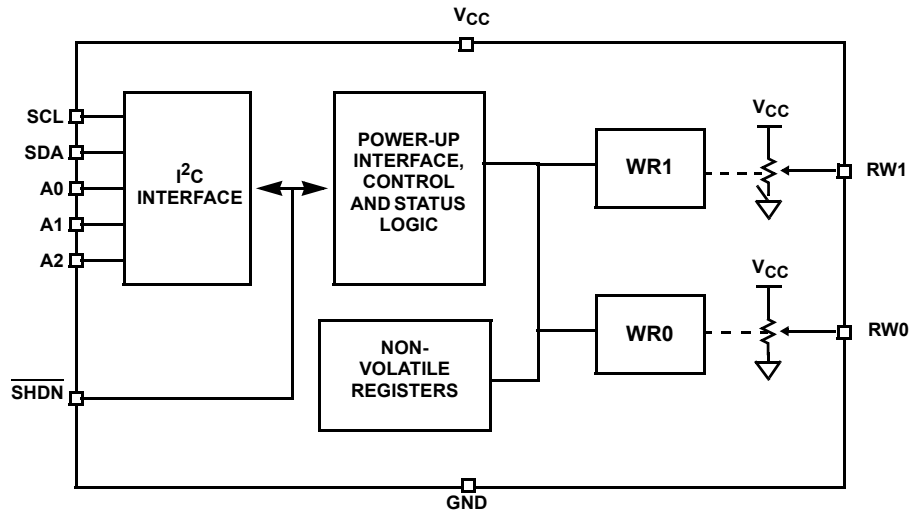 VCC
SCL
SDA
A0
A1
A2
SHDN
I2C
INTERFACE
POWER-UP
INTERFACE,
CONTROL
AND STATUS
LOGIC
NON-
VOLATILE
REGISTERS
WR1
VCC
RW1
WR0
VCC
RW0
GND